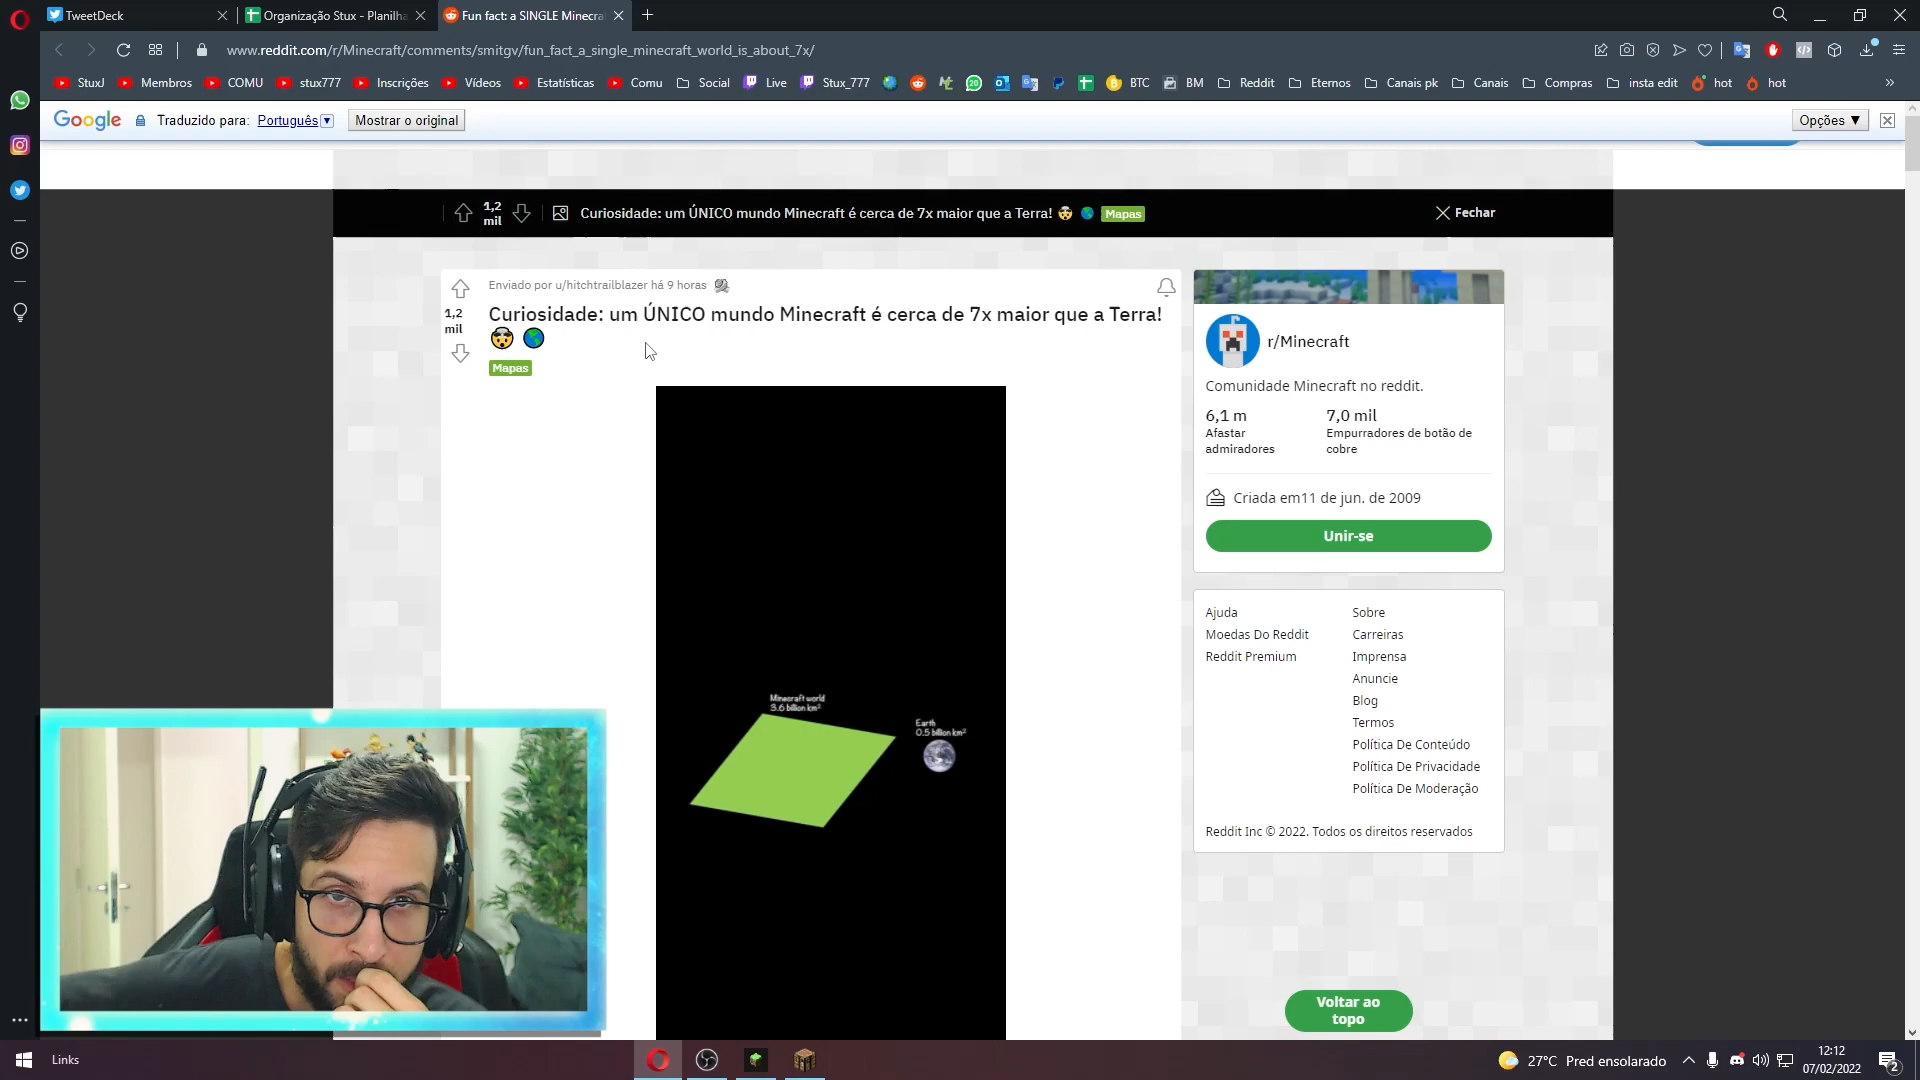 TweetDeck
Organização Stux - Planilha
Fun fact: a SINGLE Minecra
www.reddit.com/r/Minecraft/comments/smitgv/fun_fact_a_single_minecraft_world_is_about_7x/
StuxJ
Membros
COMU
stux777
Inscrições
Vídeos
Estatísticas
Comu
Social
Live
Stux_777
BTC
BM
Reddit
Eternos
Canais pk
Canais
Compras
insta edit
hot
hot
Google
Traduzido para: Português
Mostrar o original
Opções ▼
1,2
mil
Curiosidade: um ÚNICO mundo Minecraft é cerca de 7x maior que a Terra! 🤯 🌎 Mapas
Fechar
Enviado por u/hitchtrailblazer há 9 horas
1,2
mil
Curiosidade: um ÚNICO mundo Minecraft é cerca de 7x maior que a Terra!
🤯 🌎
Mapas
Minecraft world
3.6 billion km²
Earth
0.5 billion km²
r/Minecraft
Comunidade Minecraft no reddit.
6,1 m
Afastar
admiradores
7,0 mil
Empurradores de botão de
cobre
Criada em11 de jun. de 2009
Unir-se
Ajuda
Moedas Do Reddit
Reddit Premium
Sobre
Carreiras
Imprensa
Anuncie
Blog
Termos
Política De Conteúdo
Política De Privacidade
Política De Moderação
Reddit Inc © 2022. Todos os direitos reservados
Voltar ao
topo
Links
27°C Pred ensolarado
12:12
07/02/2022
2